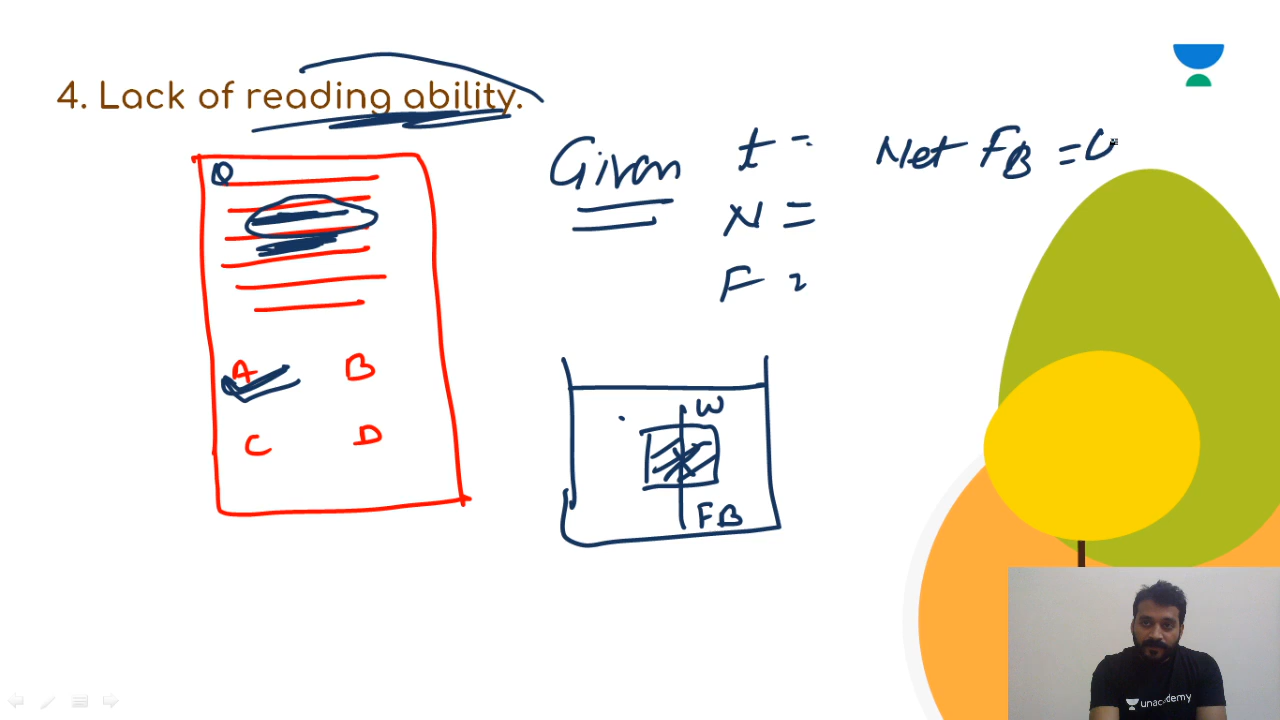 4. Lack of reading ability.
Q
A B
C D
Given t =
N =
F =
Net FB = 0
W
FB
unacademy